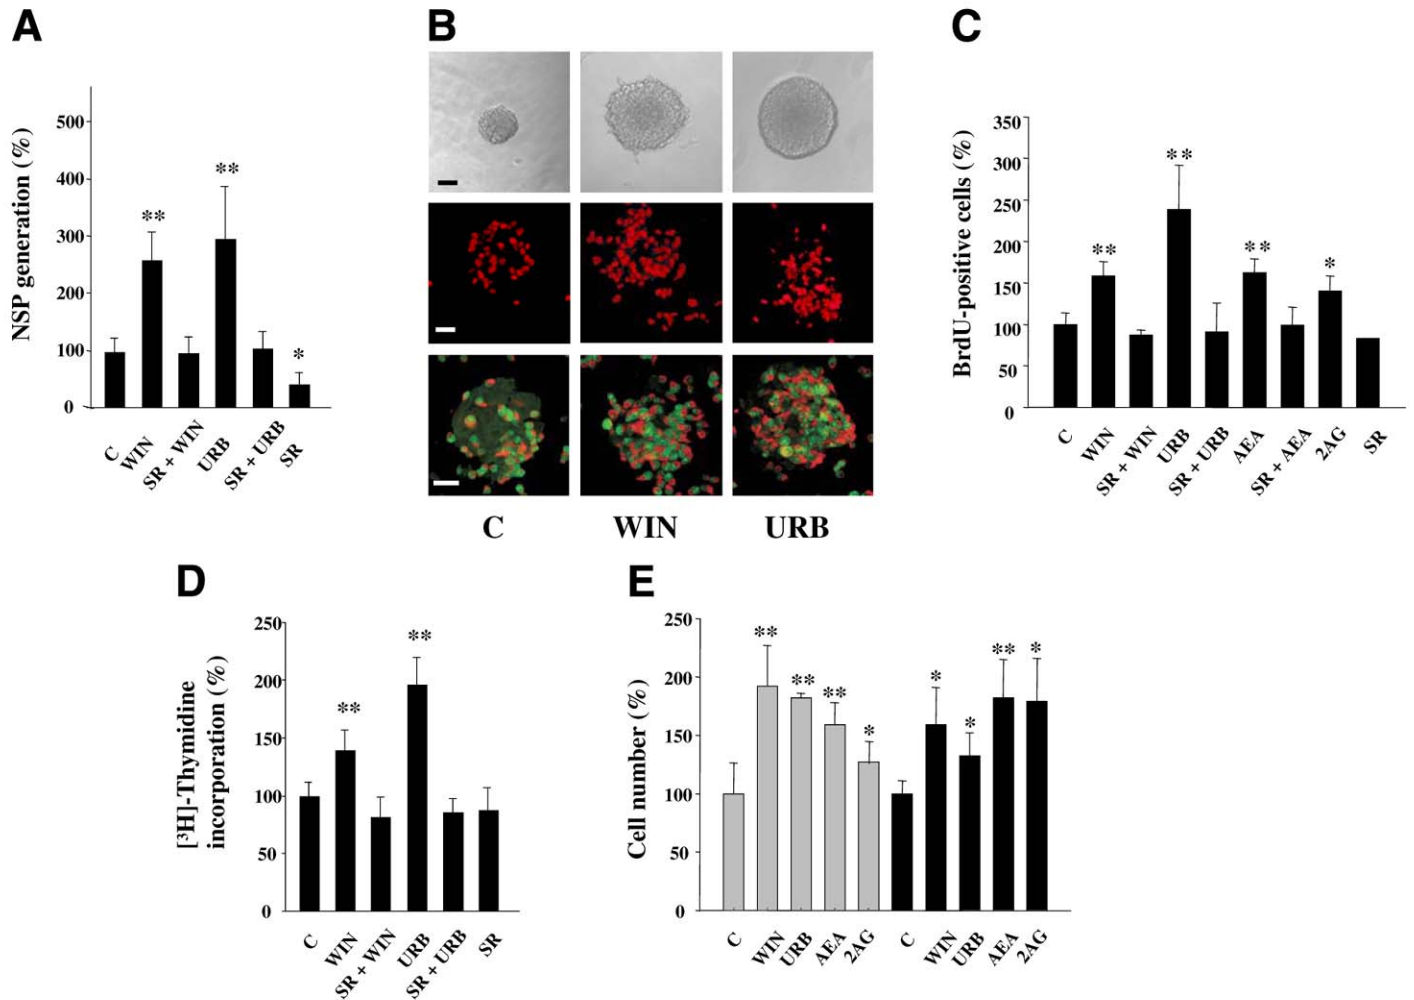 A
NSP generation (%)
500
400
300
200
100
0
**
**
*
C
WIN
SR + WIN
URB
SR + URB
SR
B
C
WIN
URB
C
BrdU-positive cells (%)
350
300
250
200
150
100
50
0
**
**
**
*
C
WIN
SR + WIN
URB
SR + URB
AEA
SR + AEA
2AG
SR
D
[³H]-Thymidine
incorporation (%)
250
200
150
100
50
0
**
**
C
WIN
SR + WIN
URB
SR + URB
SR
E
Cell number (%)
250
200
150
100
50
0
**
**
**
*
*
*
**
*
C
WIN
URB
AEA
2AG
C
WIN
URB
AEA
2AG